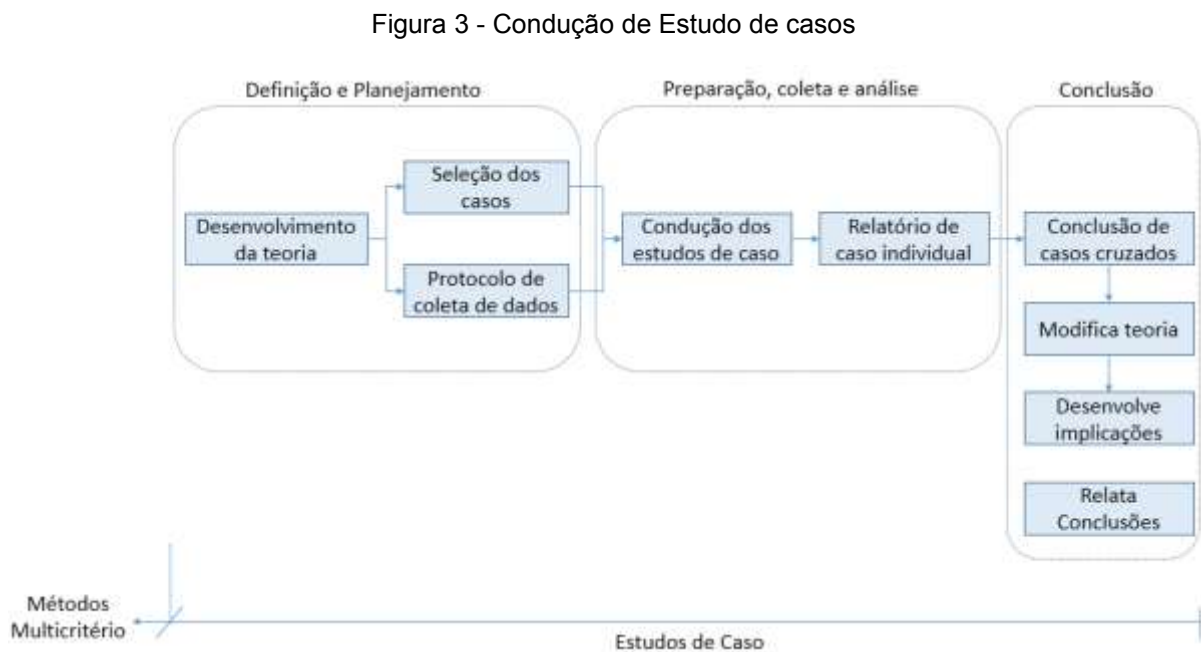 Figura 3 - Condução de Estudo de casos
Definição e Planejamento
Preparação, coleta e análise
Conclusão
Desenvolvimento
da teoria
Seleção dos
casos
Protocolo de
coleta de dados
Condução dos
estudos de caso
Relatório de
caso individual
Conclusão de
casos cruzados
Modifica teoria
Desenvolve
implicações
Relata
Conclusões
Métodos
Multicritério
Estudos de Caso